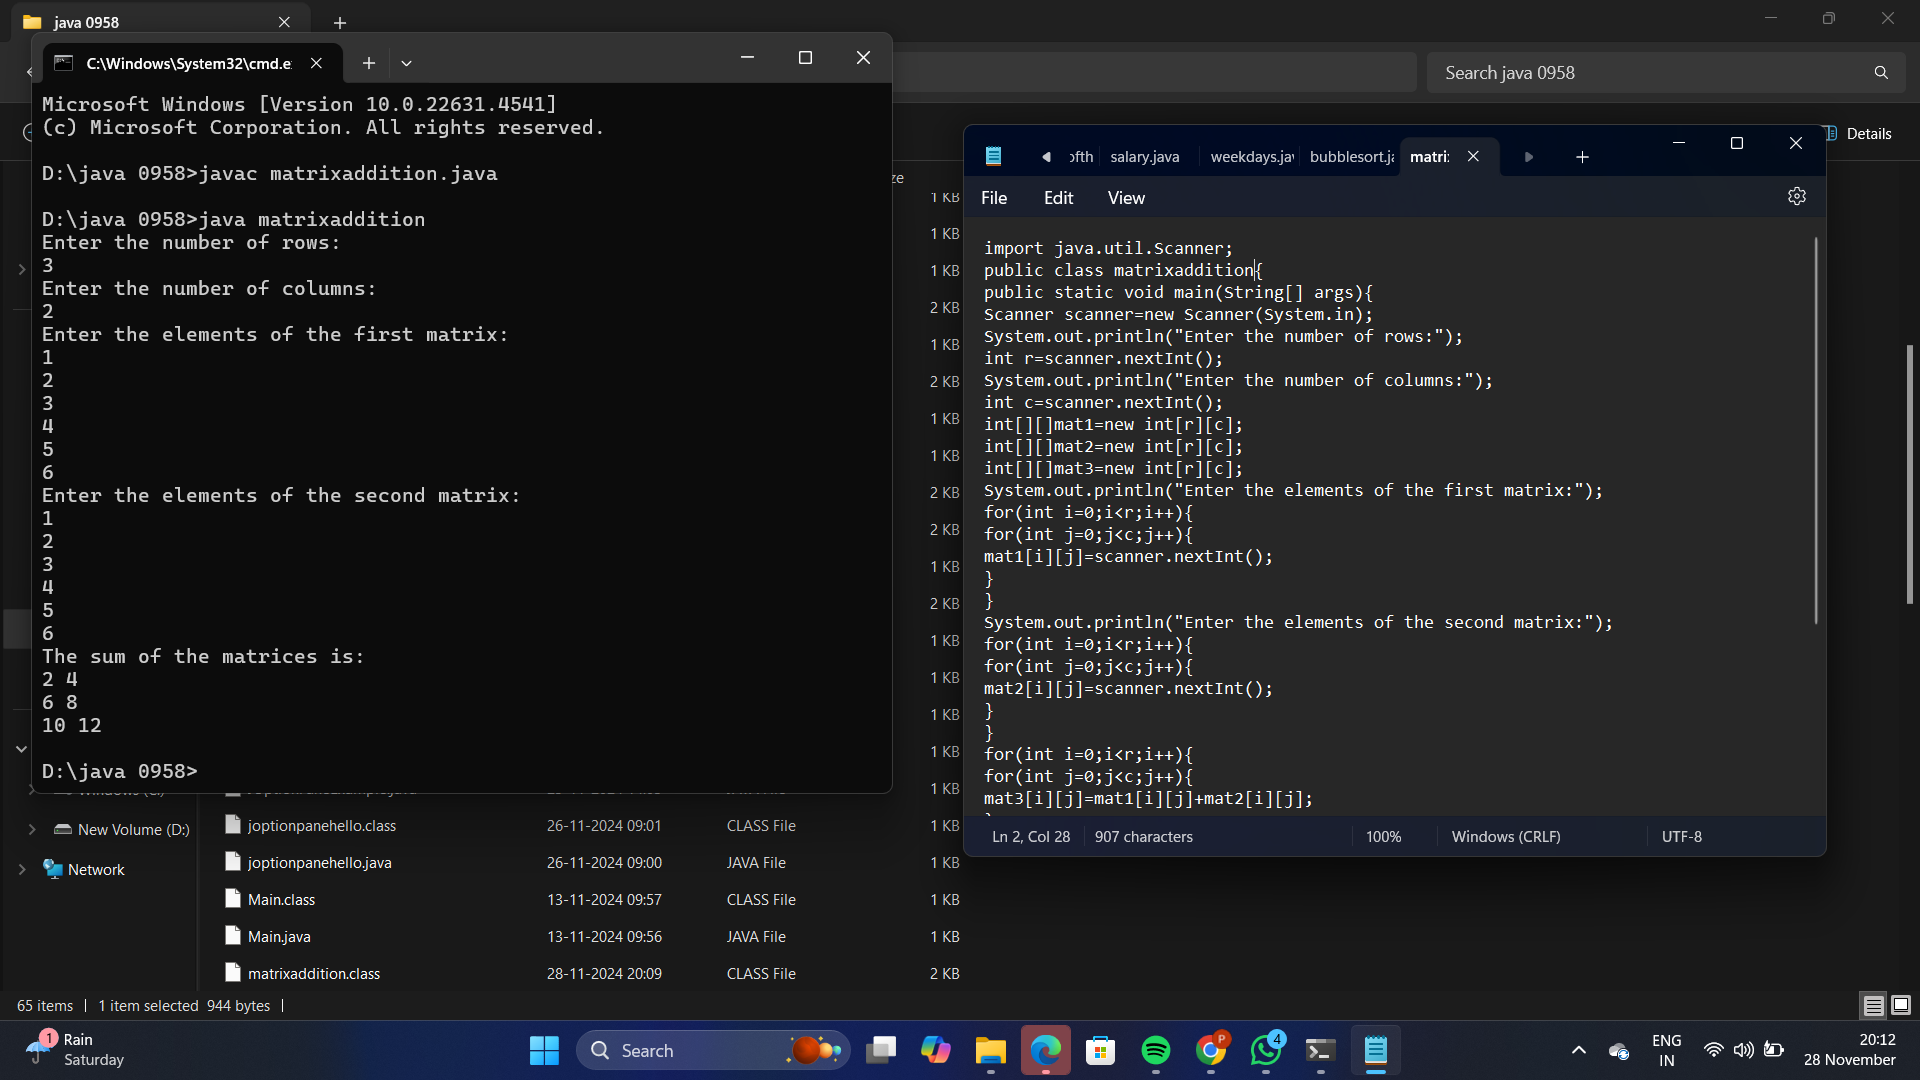 java 0958
Search java 0958
Details
C:\Windows\System32\cmd.e
Microsoft Windows [Version 10.0.22631.4541]
(c) Microsoft Corporation. All rights reserved.
D:\java 0958>javac matrixaddition.java
D:\java 0958>java matrixaddition
Enter the number of rows:
3
Enter the number of columns:
2
Enter the elements of the first matrix:
1
2
3
4
5
6
Enter the elements of the second matrix:
1
2
3
4
5
6
The sum of the matrices is:
2 4
6 8
10 12
D:\java 0958>
1 KB
1 KB
1 KB
2 KB
1 KB
2 KB
1 KB
1 KB
2 KB
2 KB
1 KB
2 KB
1 KB
1 KB
1 KB
1 KB
1 KB
salary.java
weekdays.jav
bubblesort.ja
matri:
File Edit View
import java.util.Scanner;
public class matrixaddition{
public static void main(String[] args){
Scanner scanner=new Scanner(System.in);
System.out.println("Enter the number of rows:");
int r=scanner.nextInt();
System.out.println("Enter the number of columns:");
int c=scanner.nextInt();
int[][]mat1=new int[r][c];
int[][]mat2=new int[r][c];
int[][]mat3=new int[r][c];
System.out.println("Enter the elements of the first matrix:");
for(int i=0;i<r;i++){
for(int j=0;j<c;j++){
mat1[i][j]=scanner.nextInt();
}
}
System.out.println("Enter the elements of the second matrix:");
for(int i=0;i<r;i++){
for(int j=0;j<c;j++){
mat2[i][j]=scanner.nextInt();
}
}
for(int i=0;i<r;i++){
for(int j=0;j<c;j++){
mat3[i][j]=mat1[i][j]+mat2[i][j];
Ln 2, Col 28 907 characters 100% Windows (CRLF) UTF-8
New Volume (D:)
Network
joptionpanehello.class 26-11-2024 09:01 CLASS File 1 KB
joptionpanehello.java 26-11-2024 09:00 JAVA File 1 KB
Main.class 13-11-2024 09:57 CLASS File 1 KB
Main.java 13-11-2024 09:56 JAVA File 1 KB
matrixaddition.class 28-11-2024 20:09 CLASS File 2 KB
65 items 1 item selected 944 bytes
1
Rain
Saturday
Search
P
4
ENG
IN
20:12
28 November